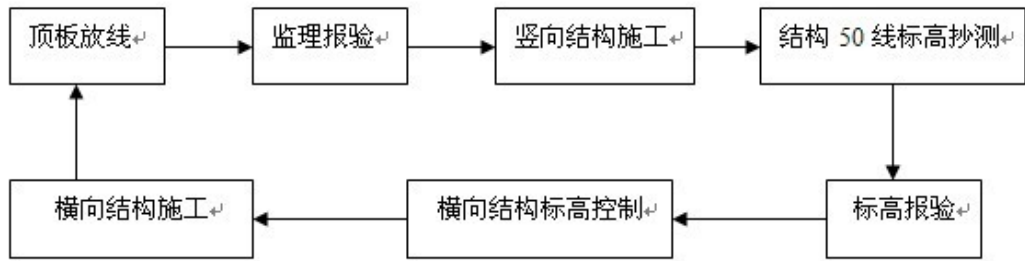 顶板放线
监理报验
竖向结构施工
结构 50 线标高抄测
横向结构施工
横向结构标高控制
标高报验